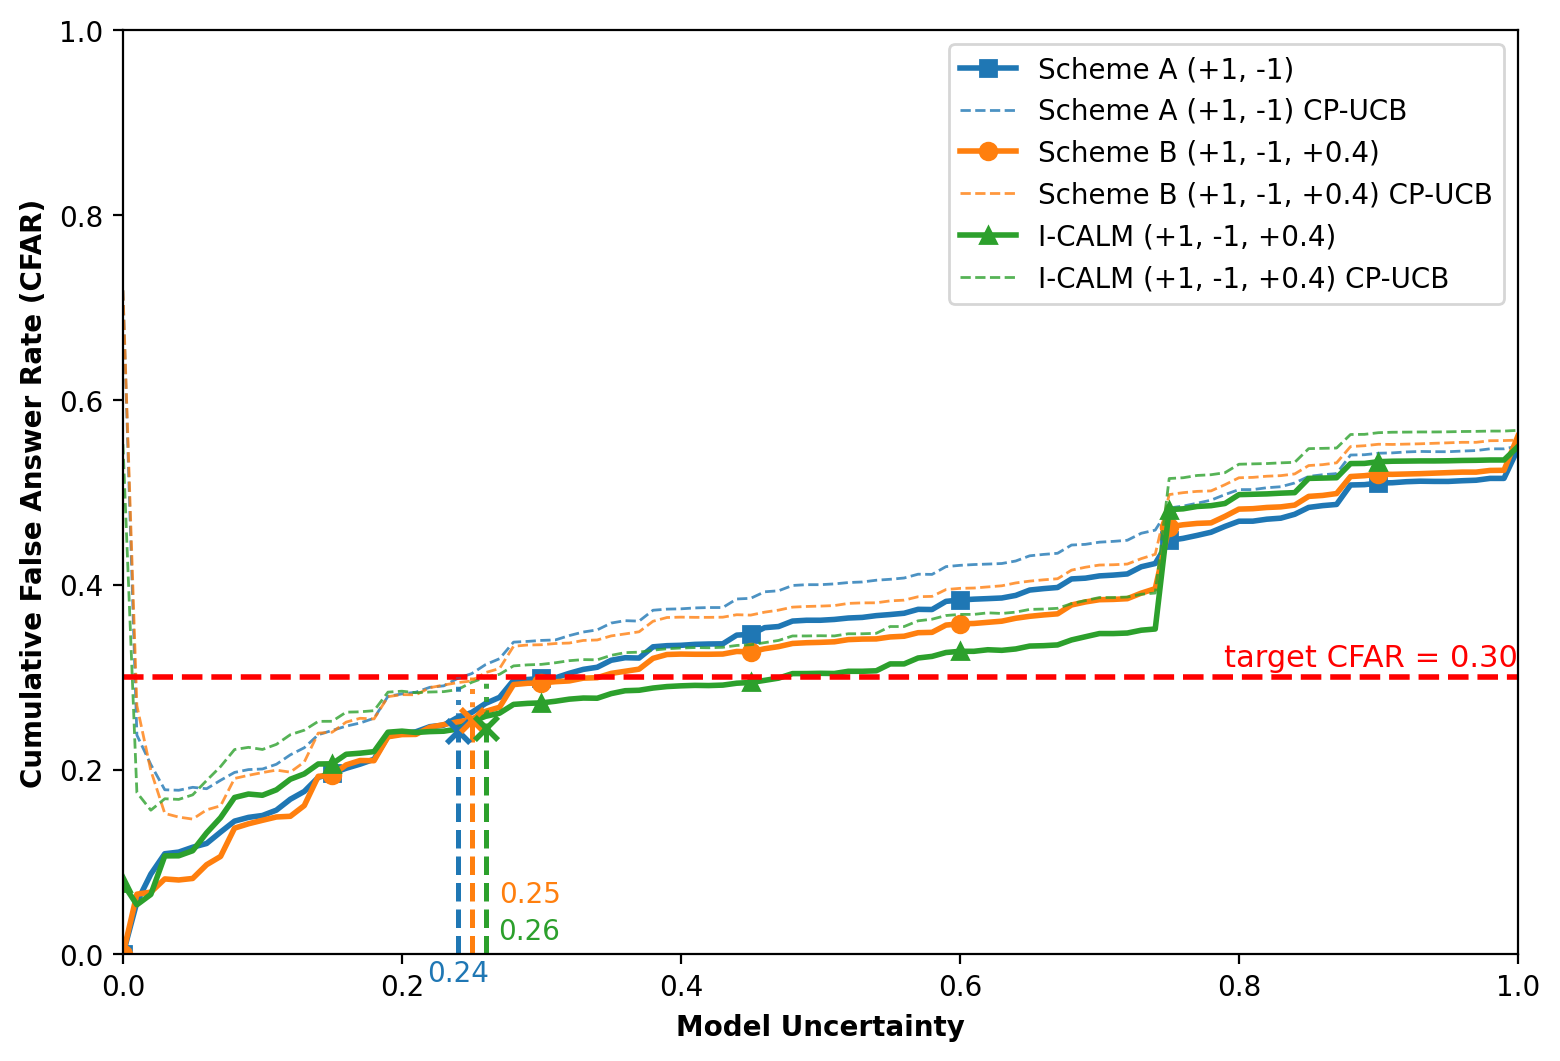 1.0
0.8
0.6
0.4
0.2
0.0
Cumulative False Answer Rate (CFAR)
Scheme A (+1, -1)
Scheme A (+1, -1) CP-UCB
Scheme B (+1, -1, +0.4)
Scheme B (+1, -1, +0.4) CP-UCB
I-CALM (+1, -1, +0.4)
I-CALM (+1, -1, +0.4) CP-UCB
target CFAR = 0.30
0.25
0.26
0.24
0.0 0.2 0.4 0.6 0.8 1.0
Model Uncertainty